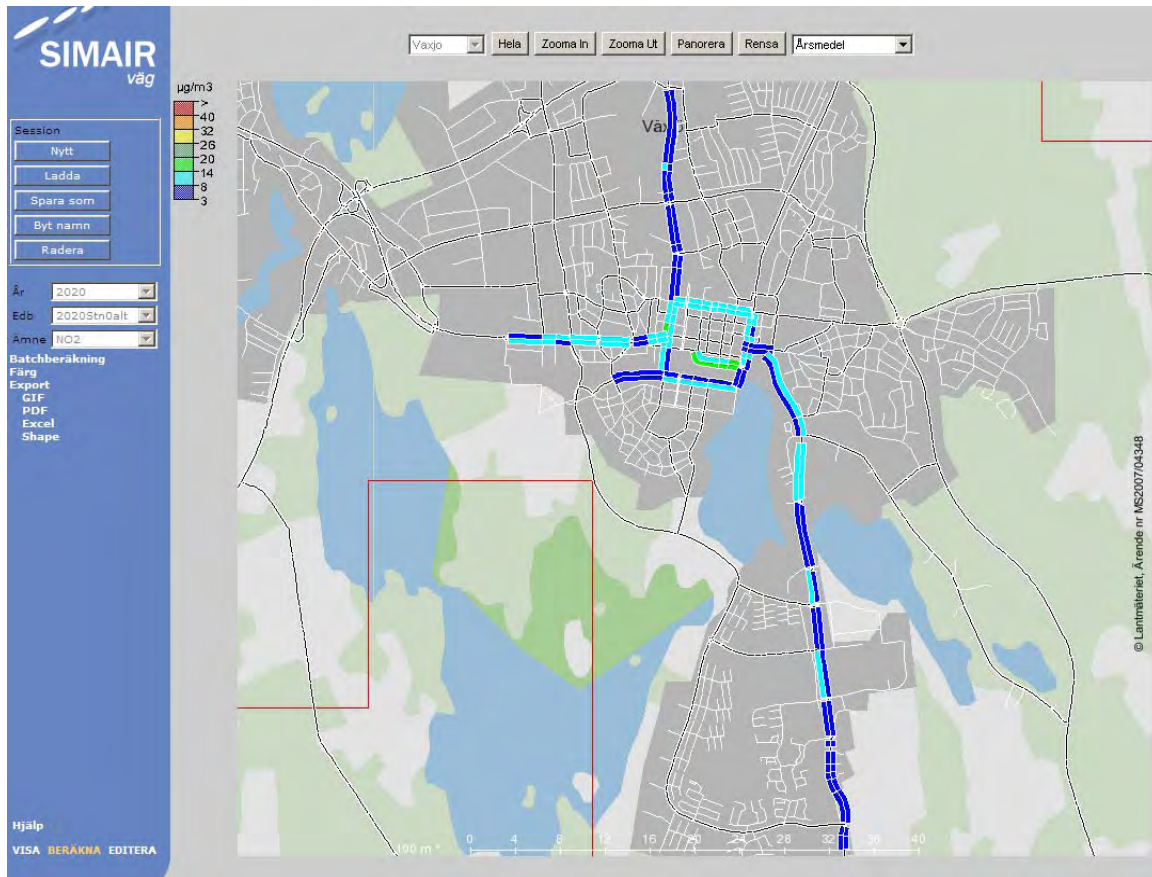 SIMAIR
väg
Vaxjo
Hela
Zooma In
Zooma Ut
Panorera
Rensa
Årsmedel
µg/m3
>
40
32
26
20
14
8
3
Session
Nytt
Ladda
Spara som
Byt namn
Radera
År 2020
Edb 2020Stn0alt
Ämne NO2
Batchberäkning
Färg
Export
GIF
PDF
Excel
Shape
Växjö
© Lantmäteriet, Ärende nr MS2007/04348
100 m * 0 4 8 12 16 20 24 28 32 36 40
Hjälp
VISA BERÄKNA EDITERA